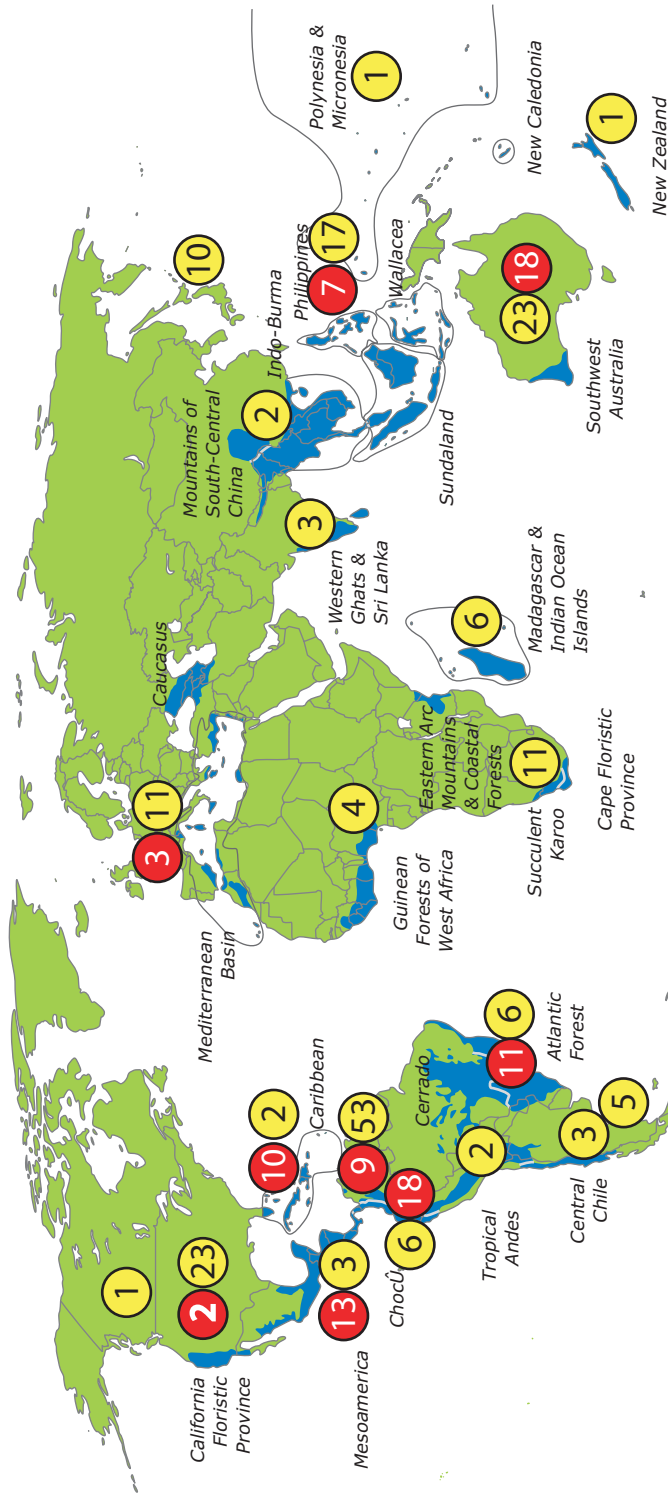 1
2
23
California
Floristic
Province
10
2
Caribbean
13
3
Mesoamerica
9
53
18
6
ChocÛ
Cerrado
2
Tropical
Andes
11
6
Atlantic
Forest
3
Central
Chile
5
3
11
Mediterranean
Basin
Caucasus
4
Guinean
Forests of
West Africa
Eastern Arc
Mountains
& Coastal
Forests
11
Succulent
Karoo
Cape Floristic
Province
6
Madagascar &
Indian Ocean
Islands
3
Western
Ghats &
Sri Lanka
Mountains of
South-Central
China
2
Indo-Burma
10
Philippines
7
17
Sundaland
Wallacea
Polynesia &
Micronesia
1
23
18
Southwest
Australia
New Caledonia
1
New Zealand